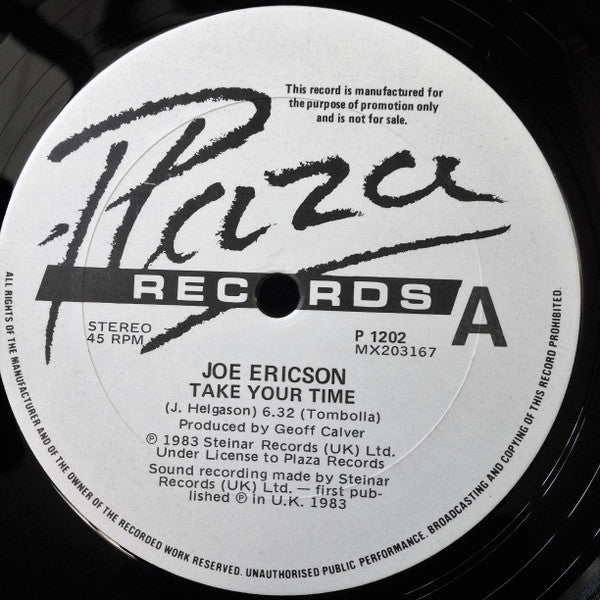 This record is manufactured for
the purpose of promotion only
and is not for sale.
Plaza
RECORDS
A
STEREO
45 RPM
P 1202
MX203167
JOE ERICSON
TAKE YOUR TIME
(J. Helgason) 6.32 (Tombolla)
Produced by Geoff Calver
℗ 1983 Steinar Records (UK) Ltd.
Under License to Plaza Records
Sound recording made by Steinar
Records (UK) Ltd. — first pub-
lished ℗ in U.K. 1983
ALL RIGHTS OF THE MANUFACTURER AND OF THE OWNER OF THE RECORDED WORK RESERVED. UNAUTHORISED PUBLIC PERFORMANCE. BROADCASTING AND COPYING OF THIS RECORD PROHIBITED.